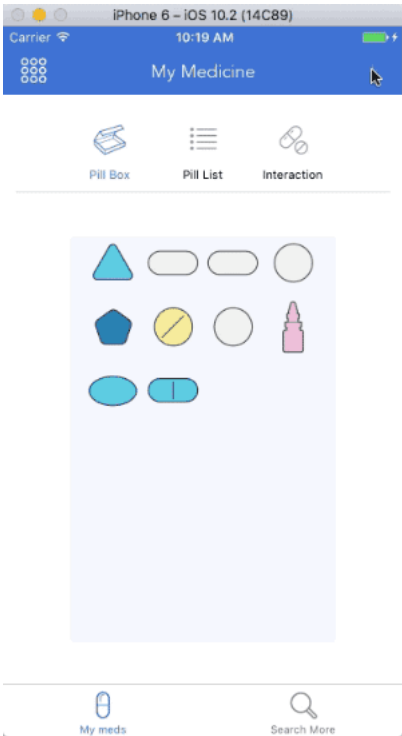 iPhone 6 – iOS 10.2 (14C89)
Carrier 10:19 AM
My Medicine
Pill Box Pill List Interaction
My meds Search More